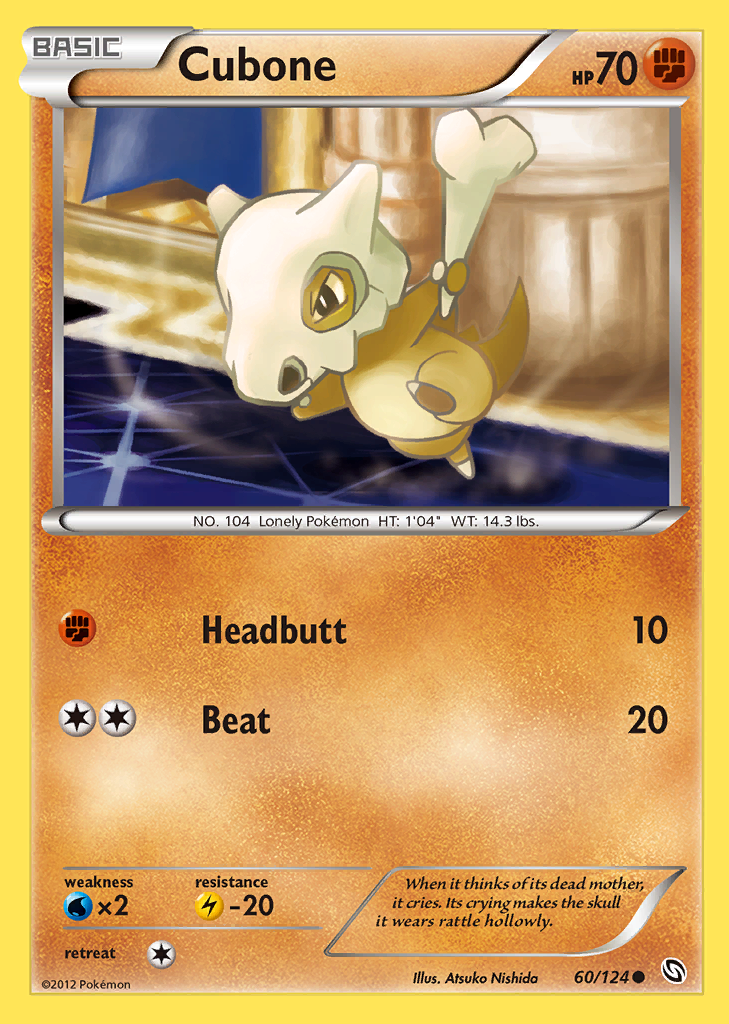 BASIC
Cubone
HP 70
NO. 104 Lonely Pokémon HT: 1'04" WT: 14.3 lbs.
Headbutt 10
Beat 20
weakness
×2
resistance
-20
When it thinks of its dead mother,
it cries. Its crying makes the skull
it wears rattle hollowly.
retreat
©2012 Pokémon
Illus. Atsuko Nishida
60/124